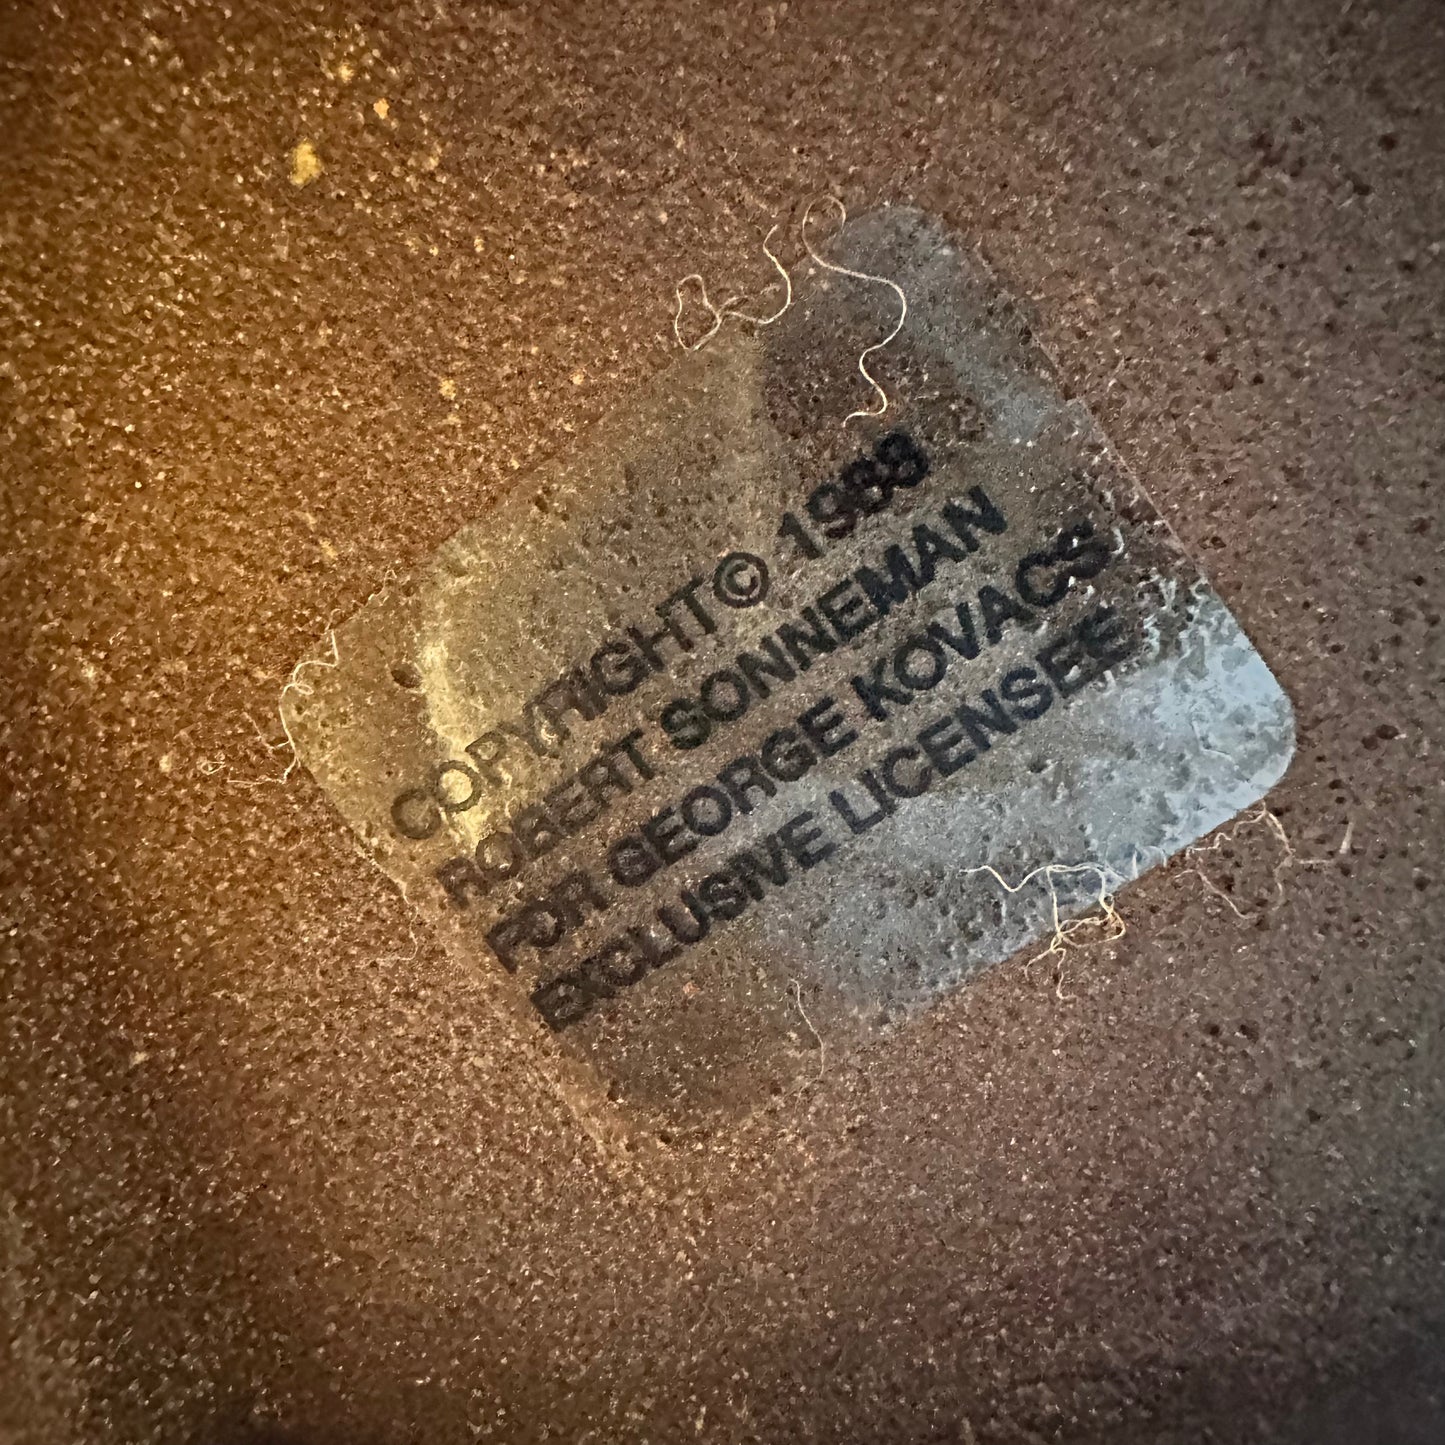 COPYRIGHT © 1988
ROBERT SONNEMAN
FOR GEORGE KOVACS
EXCLUSIVE LICENSEE